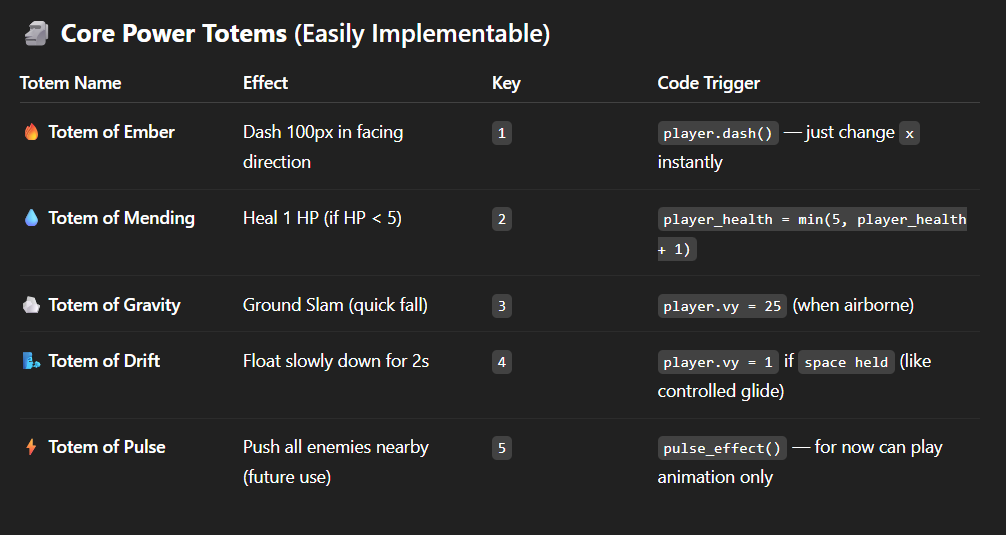 🗿 Core Power Totems (Easily Implementable)
Totem Name Effect Key Code Trigger
🔥 Totem of Ember Dash 100px in facing 1 player.dash() — just change x
direction instantly
💧 Totem of Mending Heal 1 HP (if HP < 5) 2 player_health = min(5, player_health
+ 1)
🪨 Totem of Gravity Ground Slam (quick fall) 3 player.vy = 25 (when airborne)
🌬️ Totem of Drift Float slowly down for 2s 4 player.vy = 1 if space held (like
controlled glide)
⚡ Totem of Pulse Push all enemies nearby 5 pulse_effect() — for now can play
(future use) animation only